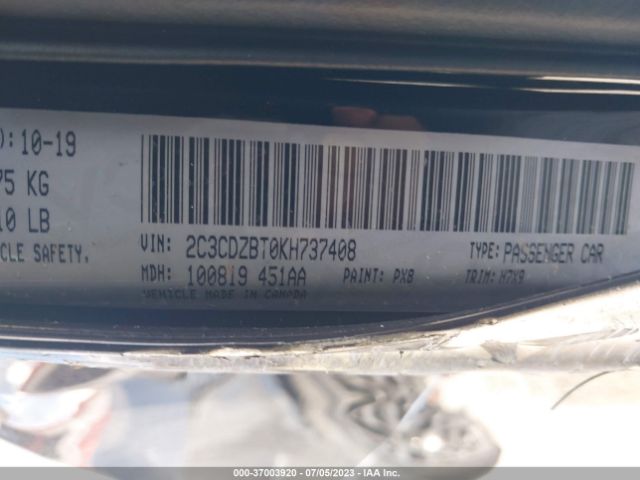 ): 10-19
75 KG
10 LB
CLE SAFETY,
VIN: 2C3CDZBT0KH737408
TYPE: PASSENGER CAR
MDH: 100819 451AA
PAINT: PX8
TRIM: H7X9
VEHICLE MADE IN CANADA
000-37003920 - 07/05/2023 - IAA Inc.